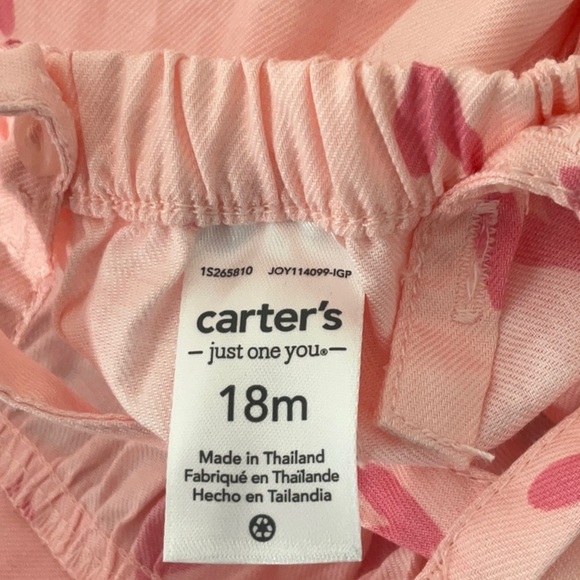 1S265810 JOY114099-IGP
carter's
just one you®
18m
Made in Thailand
Fabriqué en Thaïlande
Hecho en Tailandia